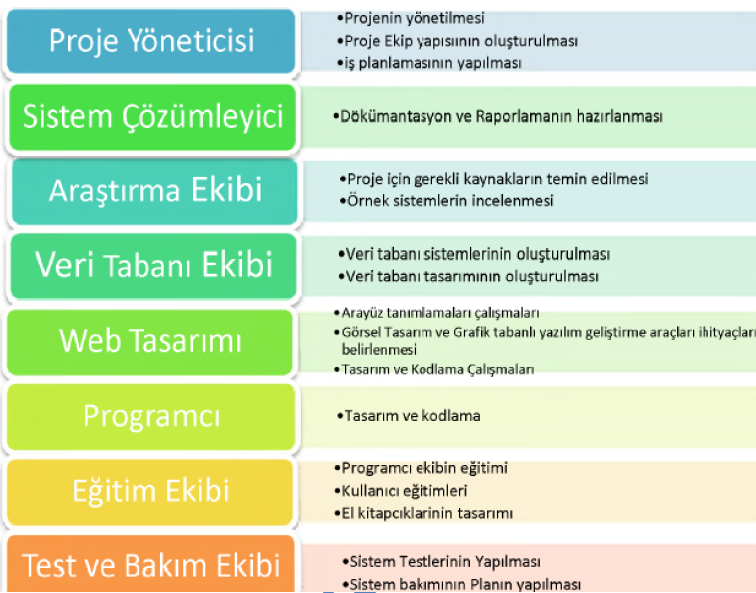 Proje Yöneticisi
•Projenin yönetilmesi
•Proje Ekip yapısıının oluşturulması
•iş planlamasının yapılması
Sistem Çözümleyici
•Dökümantasyon ve Raporlamanın hazırlanması
Araştırma Ekibi
•Proje için gerekli kaynakların temin edilmesi
•Örnek sistemlerin incelenmesi
Veri Tabanı Ekibi
•Veri tabanı sistemlerinin oluşturulması
•Veri tabanı tasarımının oluşturulması
Web Tasarımı
•Arayüz tanımlamaları çalışmaları
•Görsel Tasarım ve Grafik tabanlı yazılım geliştirme araçları ihityaçları
belirlenmesi
•Tasarım ve Kodlama Çalışmaları
Programcı
•Tasarım ve kodlama
Eğitim Ekibi
•Programcı ekibin eğitimi
•Kullanıcı eğitimleri
•El kitapcıklarinin tasarımı
Test ve Bakım Ekibi
•Sistem Testlerinin Yapılması
•Sistem bakımının Planın yapılması